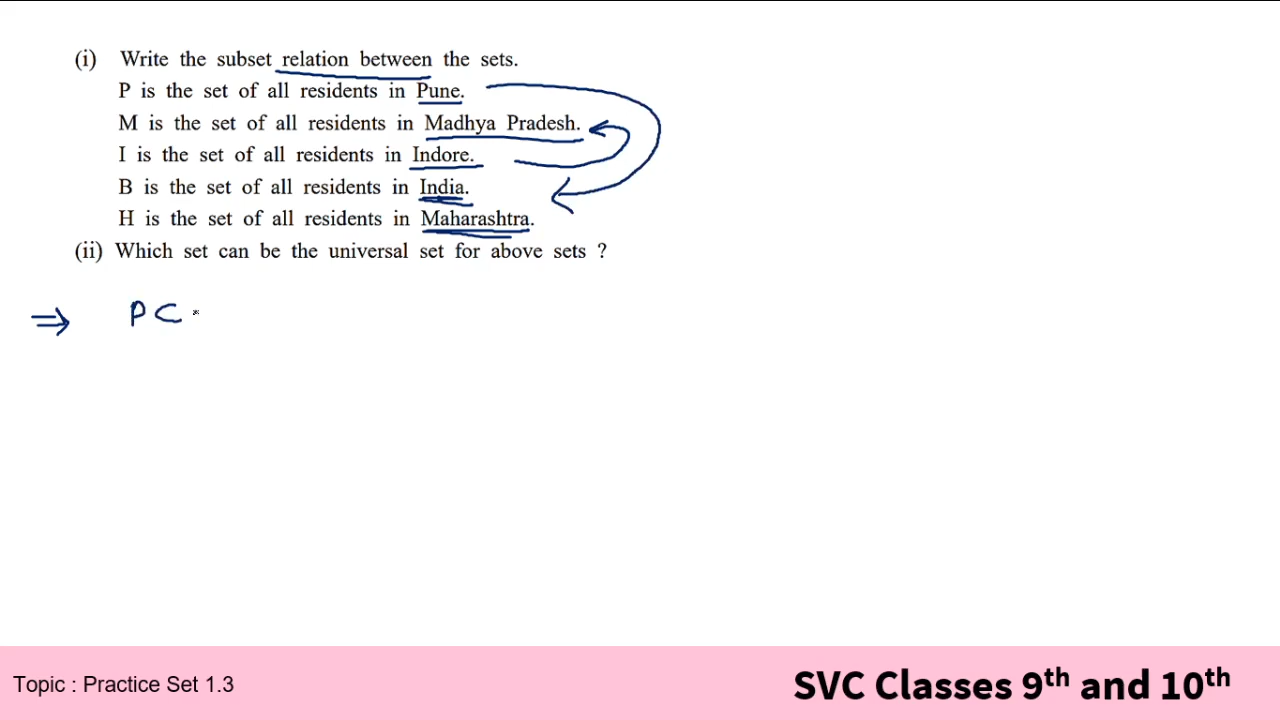 (i) Write the subset relation between the sets.
P is the set of all residents in Pune.
M is the set of all residents in Madhya Pradesh.
I is the set of all residents in Indore.
B is the set of all residents in India.
H is the set of all residents in Maharashtra.
(ii) Which set can be the universal set for above sets ?
⇒ P ⊂
Topic : Practice Set 1.3
SVC Classes 9th and 10th